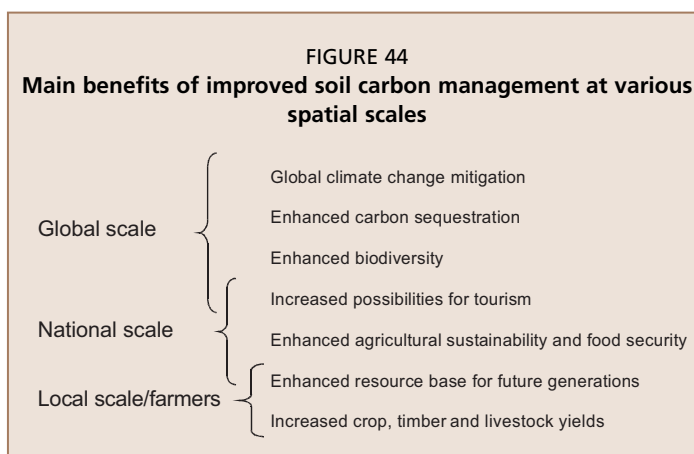 FIGURE 44
Main benefits of improved soil carbon management at various
spatial scales
Global scale
Global climate change mitigation
Enhanced carbon sequestration
Enhanced biodiversity
Increased possibilities for tourism
National scale
Enhanced agricultural sustainability and food security
Local scale/farmers
Enhanced resource base for future generations
Increased crop, timber and livestock yields